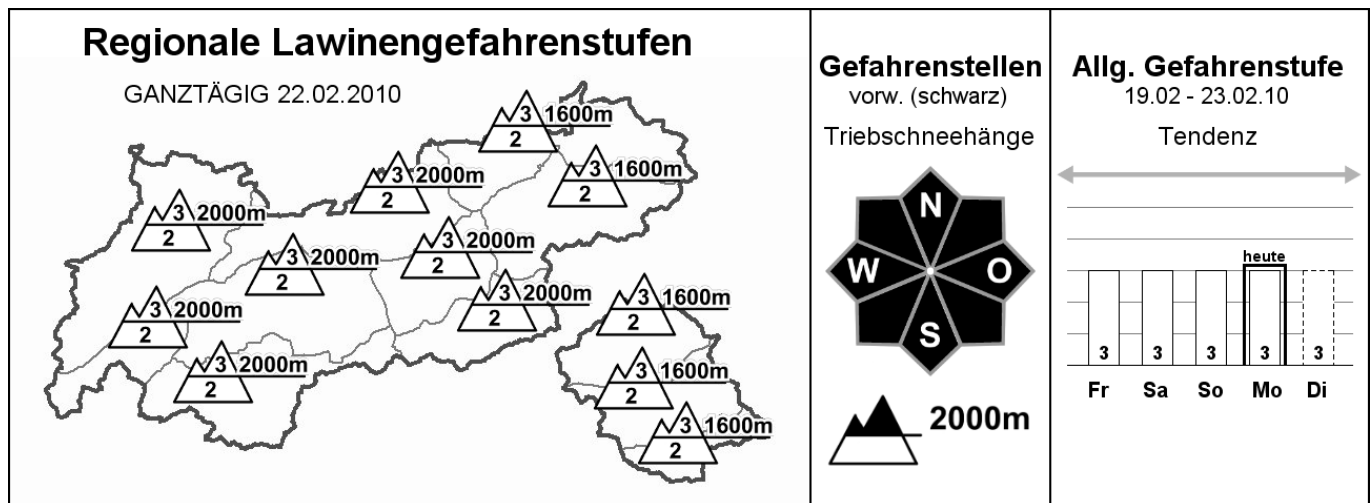 Regionale Lawinengefahrenstufen
GANZTÄGIG 22.02.2010
3 1600m
2
3 2000m
2
3 1600m
2
3 2000m
2
3 2000m
2
3 2000m
2
3 2000m
2
3 1600m
2
3 2000m
2
3 2000m
2
3 1600m
2
3 1600m
2
Gefahrenstellen
vorw. (schwarz)
Triebschneehänge
N
W O
S
2000m
Allg. Gefahrenstufe
19.02 - 23.02.10
Tendenz
heute
3 3 3 3 3
Fr Sa So Mo Di